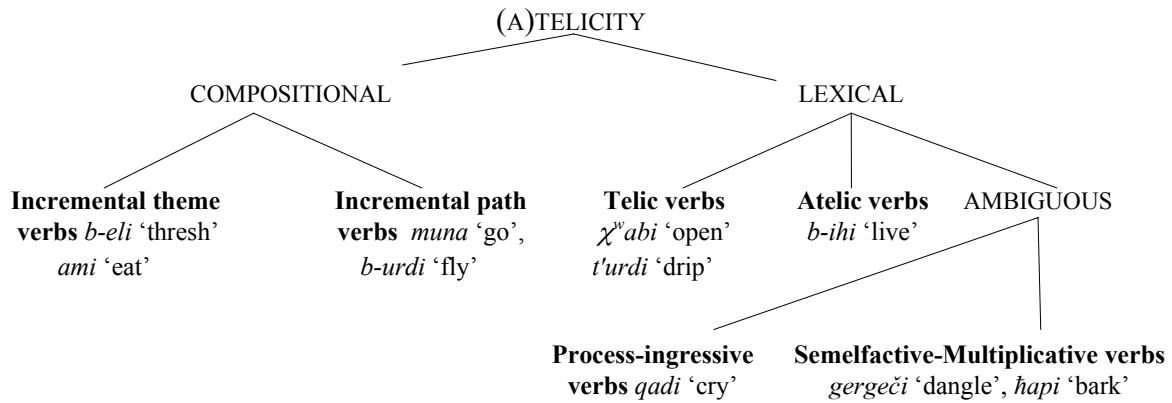 (A)TELICITY
COMPOSITIONAL
LEXICAL
Incremental theme
verbs b-eli ‘thresh’
ami ‘eat’
Incremental path
verbs muna ‘go’,
b-urdi ‘fly’
Telic verbs
χʷabi ‘open’
t'urdi ‘drip’
Atelic verbs
b-ihi ‘live’
AMBIGUOUS
Process-ingressive
verbs qadi ‘cry’
Semelfactive-Multiplicative verbs
gergeči ‘dangle’, ħapi ‘bark’